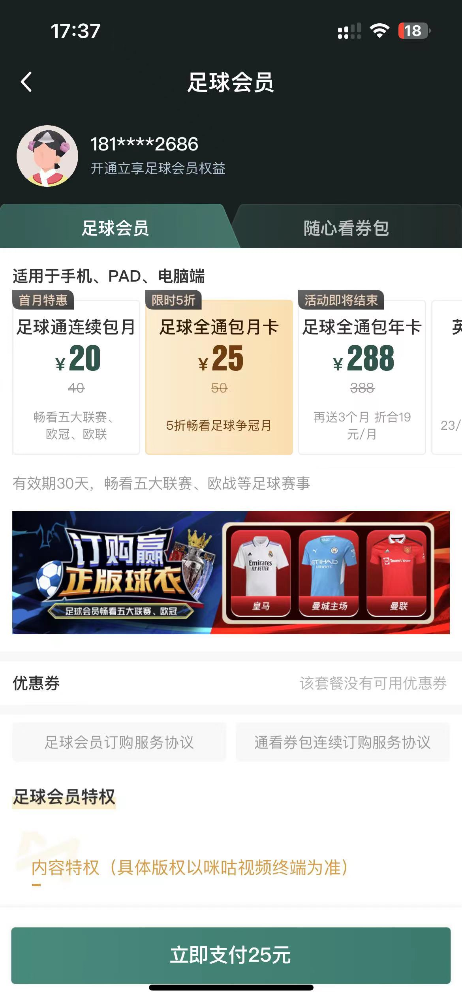 17:37
18
足球会员
181****2686
开通立享足球会员权益
足球会员
随心看券包
适用于手机、PAD、电脑端
首月特惠
足球通连续包月
¥20
40
畅看五大联赛、
欧冠、欧联
限时5折
足球全通包月卡
¥25
50
5折畅看足球争冠月
活动即将结束
足球全通包年卡
¥288
388
再送3个月 折合19
元/月
23/
有效期30天，畅看五大联赛、欧战等足球赛事
订购赢
正版球衣
足球会员畅看五大联赛、欧冠
Emirates
FLY BETTER
皇马
ETIHAD
AIRWAYS
曼城主场
TeamViewer
曼联
优惠券
该套餐没有可用优惠券
足球会员订购服务协议
通看券包连续订购服务协议
足球会员特权
内容特权（具体版权以咪咕视频终端为准）
立即支付25元